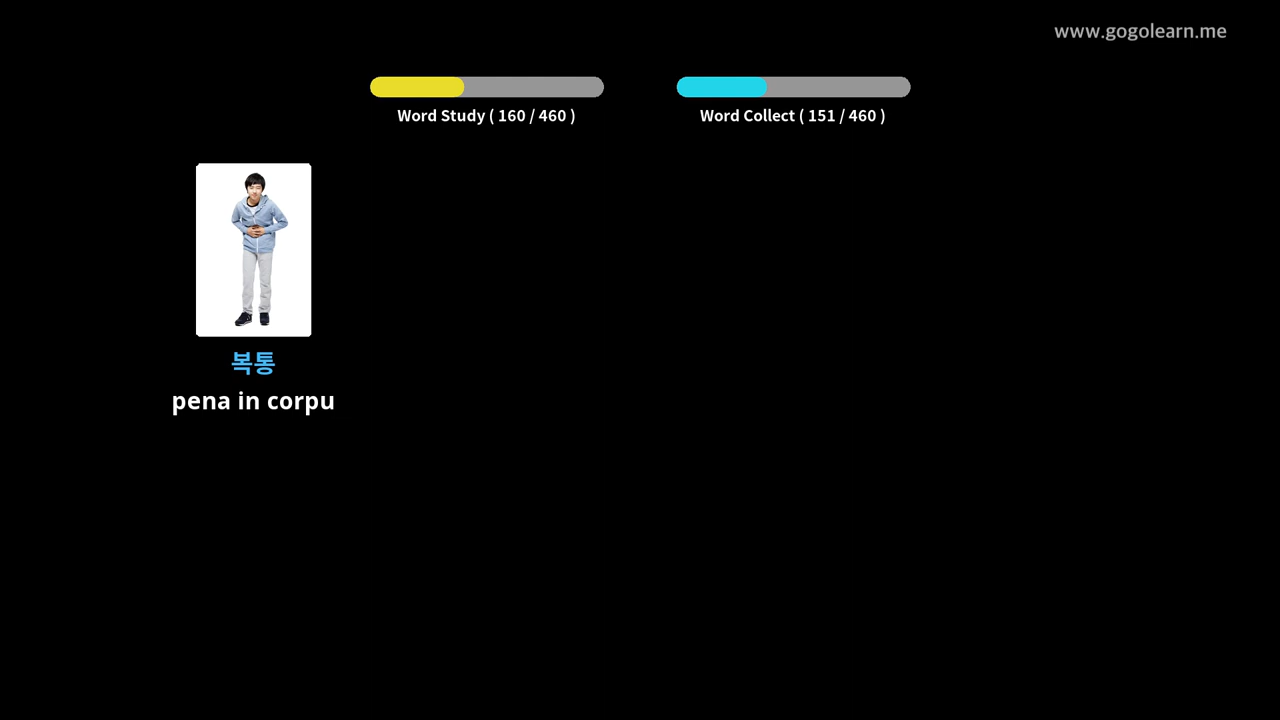 www.gogolearn.me
Word Study ( 160 / 460 )
Word Collect ( 151 / 460 )
복통
pena in corpu